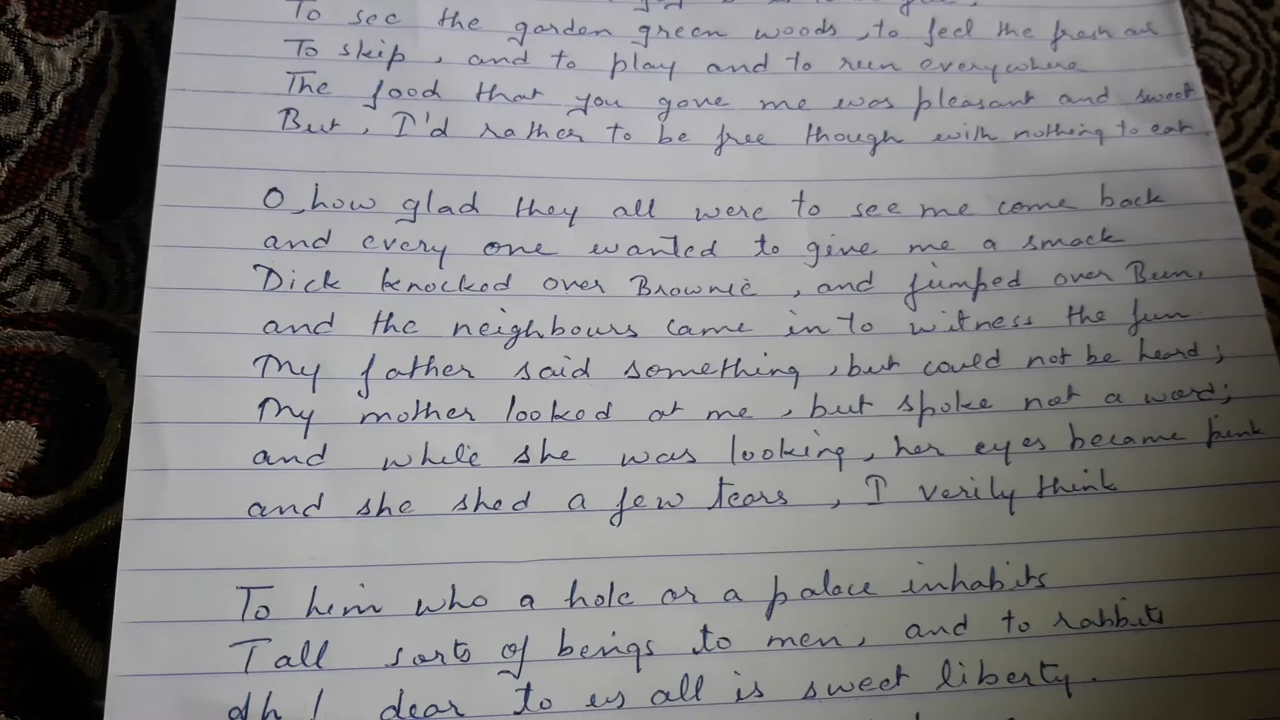 To see the garden green woods, to feel the fresh air
To skip, and to play and to run everywhere
The food that you gave me was pleasant and sweet
But, I'd rather to be free though with nothing to eat.
O, how glad they all were to see me come back
and every one wanted to give me a smack
Dick knocked over Brownie, and jumped over Bun,
and the neighbours came in to witness the fun.
My father said something, but could not be heard;
My mother looked at me, but spoke not a word;
and while she was looking, her eyes became pink
and she shed a few tears, I verily think
To him who a hole or a palace inhabits
T all sorts of beings to men, and to rabbits
Ah! dear to us all is sweet liberty.